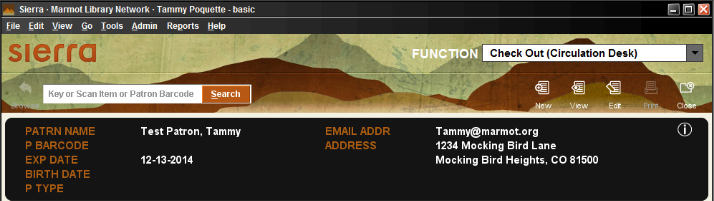 Sierra · Marmot Library Network · Tammy Poquette - basic
File Edit View Go Tools Admin Reports Help
sierra
FUNCTION Check Out (Circulation Desk)
Key or Scan Item or Patron Barcode Search
Browse New View Edit Print Close
PATRN NAME Test Patron, Tammy EMAIL ADDR Tammy@marmot.org
P BARCODE ADDRESS 1234 Mocking Bird Lane
EXP DATE 12-13-2014 Mocking Bird Heights, CO 81500
BIRTH DATE
P TYPE